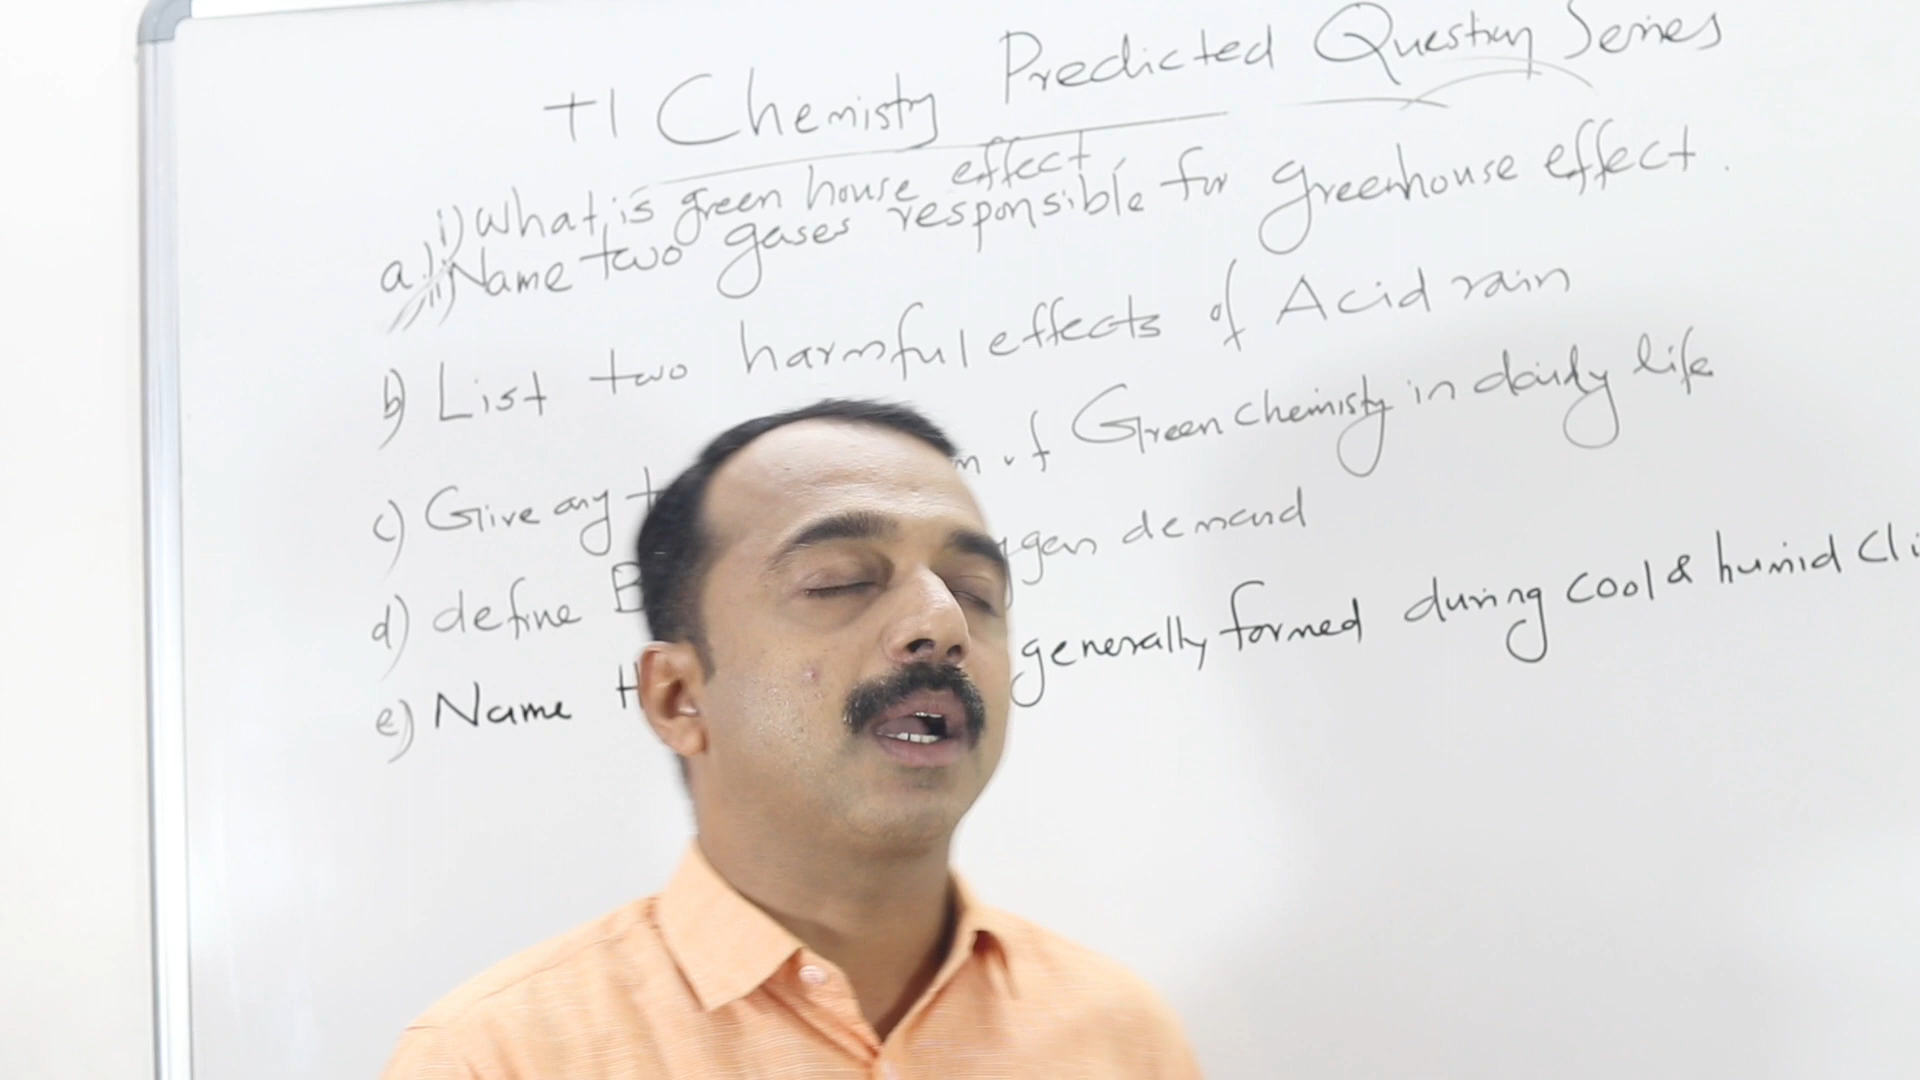 +1 Chemistry Predicted Question Series
i) What is green house effect
a) ii) Name two gases responsible for greenhouse effect.
b) List two harmful effects of Acid rain
c) Give any of Green chemistry in daily life
d) define demand
e) Name generally formed during cool & humid